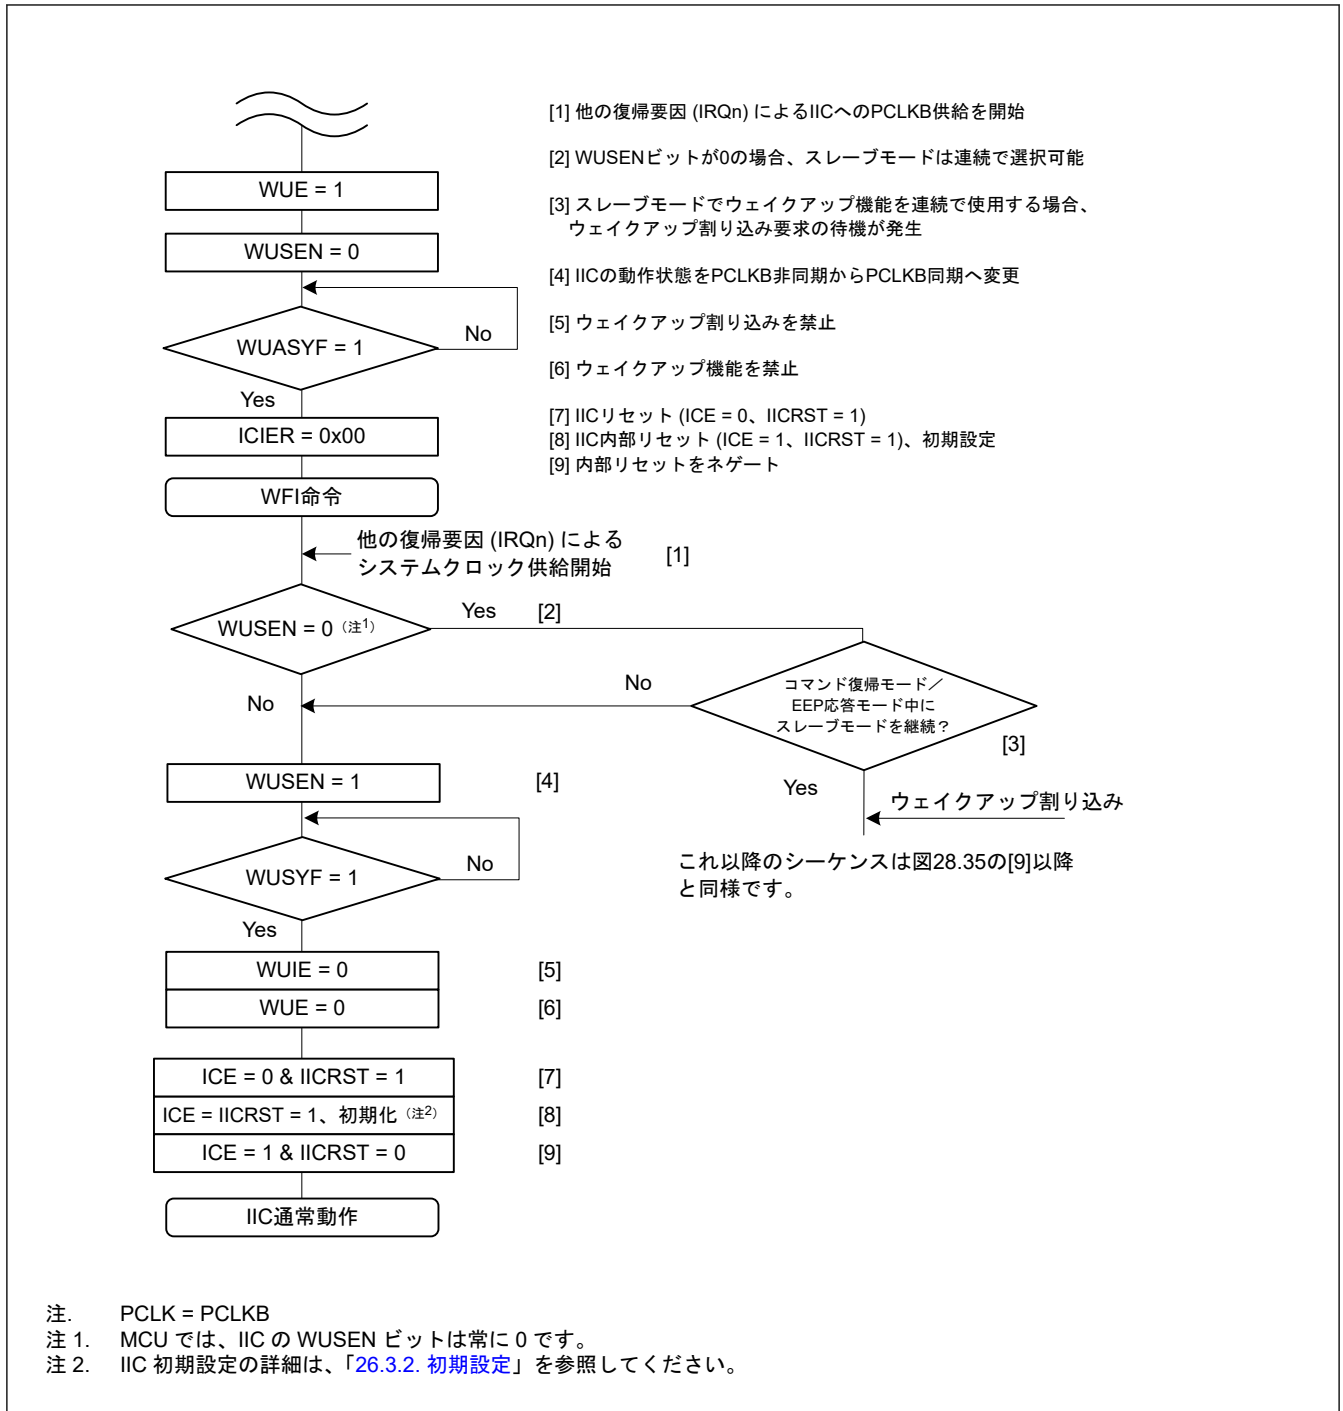 [1] 他の復帰要因 (IRQn) によるIICへのPCLKB供給を開始
[2] WUSENビットが0の場合、スレーブモードは連続で選択可能
[3] スレーブモードでウェイクアップ機能を連続で使用する場合、
ウェイクアップ割り込み要求の待機が発生
[4] IICの動作状態をPCLKB非同期からPCLKB同期へ変更
[5] ウェイクアップ割り込みを禁止
[6] ウェイクアップ機能を禁止
[7] IICリセット (ICE = 0、IICRST = 1)
[8] IIC内部リセット (ICE = 1、IICRST = 1)、初期設定
[9] 内部リセットをネゲート
WUE = 1
WUSEN = 0
WUASYF = 1
No
Yes
ICIER = 0x00
WFI命令
他の復帰要因 (IRQn) による
システムクロック供給開始
[1]
WUSEN = 0（注1）
Yes
[2]
No
コマンド復帰モード／
EEP応答モード中に
スレーブモードを継続？
[3]
No
Yes
ウェイクアップ割り込み
これ以降のシーケンスは図28.35の[9]以降
と同様です。
WUSEN = 1
[4]
WUSYF = 1
No
Yes
WUIE = 0
[5]
WUE = 0
[6]
ICE = 0 & IICRST = 1
[7]
ICE = IICRST = 1、初期化（注2）
[8]
ICE = 1 & IICRST = 0
[9]
IIC通常動作
注. PCLK = PCLKB
注 1. MCU では、IIC の WUSEN ビットは常に 0 です。
注 2. IIC 初期設定の詳細は、「26.3.2. 初期設定」を参照してください。